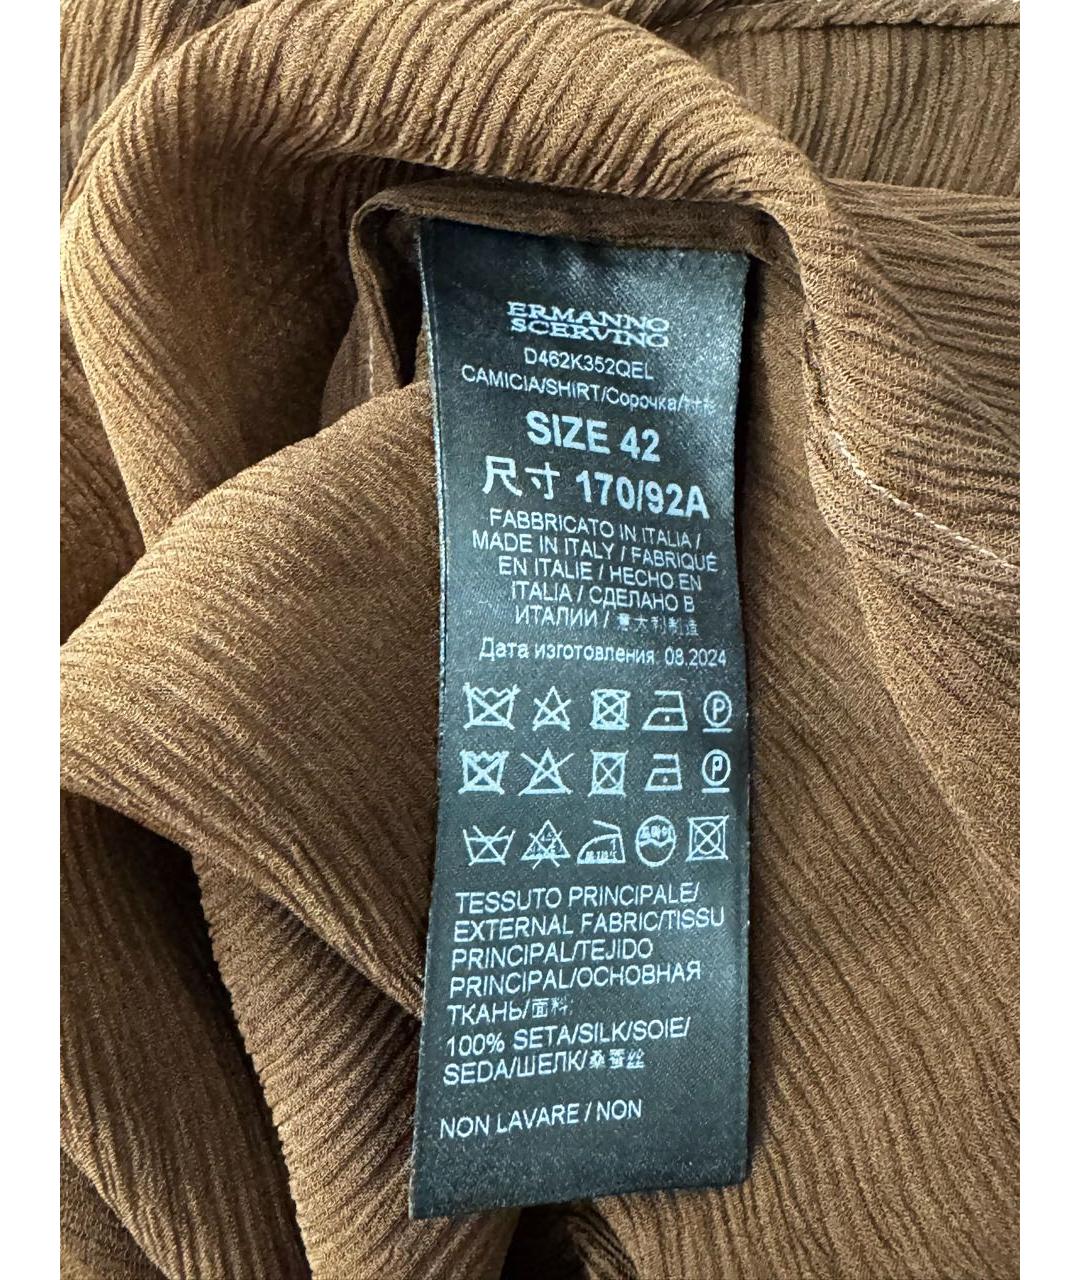 ERMANNO
SCERVINO
D462K352QEL
CAMICIA/SHIRT/Сорочка/衬衫
SIZE 42
尺寸 170/92A
FABBRICATO IN ITALIA /
MADE IN ITALY / FABRIQUÉ
EN ITALIE / HECHO EN
ITALIA / СДЕЛАНО В
ИТАЛИИ / 意大利制造
Дата изготовления: 08.2024
P
P
TESSUTO PRINCIPALE/
EXTERNAL FABRIC/TISSU
PRINCIPAL/TEJIDO
PRINCIPAL/ОСНОВНАЯ
ТКАНЬ/面料:
100% SETA/SILK/SOIE/
SEDA/ШЕЛК/桑蚕丝
NON LAVARE / NON